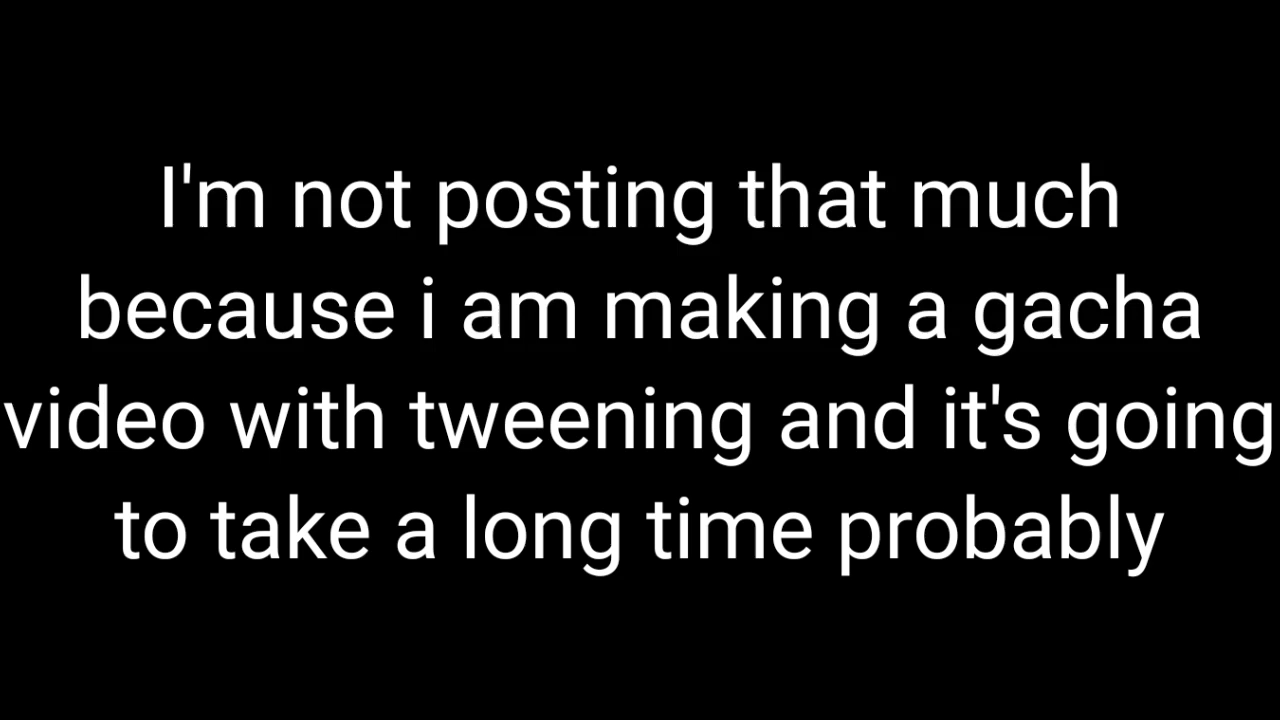 I'm not posting that much
because i am making a gacha
video with tweening and it's going
to take a long time probably